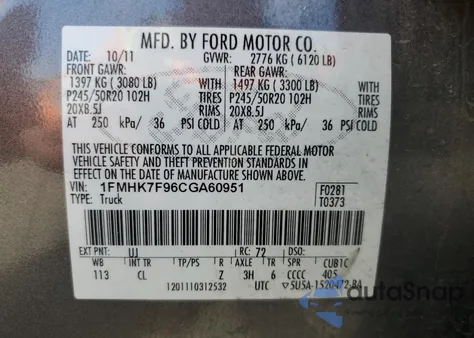 MFD. BY FORD MOTOR CO.
DATE: 10/11 GVWR: 2776 KG ( 6120 LB)
FRONT GAWR: REAR GAWR:
1397 KG ( 3080 LB) WITH 1497 KG ( 3300 LB) WITH
P245/50R20 102H TIRES P245/50R20 102H TIRES
20X8.5J RIMS 20X8.5J RIMS
AT 250 kPa/ 36 PSI COLD AT 250 kPa/ 36 PSI COLD
THIS VEHICLE CONFORMS TO ALL APPLICABLE FEDERAL MOTOR
VEHICLE SAFETY AND THEFT PREVENTION STANDARDS IN
EFFECT ON THE DATE OF MANUFACTURE SHOWN ABOVE.
VIN: 1FMHK7F96CGA60951 F0281
TYPE: Truck T0373
EXT PNT: UJ RC: 72 DSO:
WB INT TR TP/PS R AXLE TR SPR CUB1C
113 CL Z 3H 6 CCCC 405
1201110312532 UTC ▽5U5A-1520472-BA
autoSnap